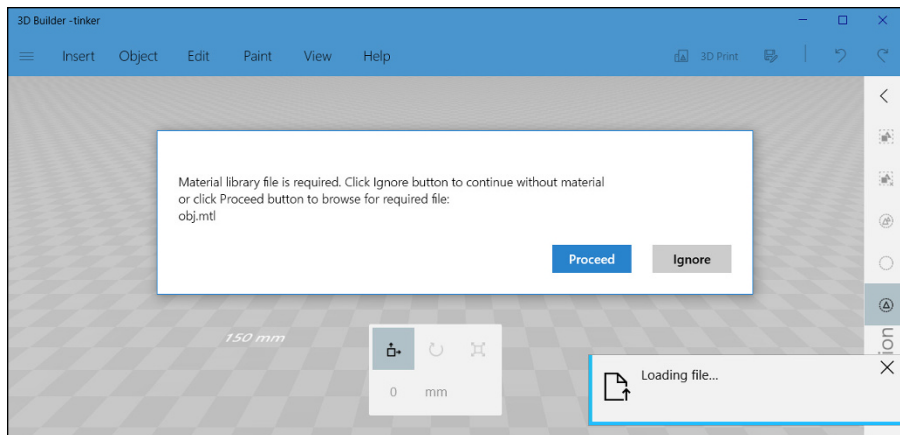 3D Builder - tinker
Insert Object Edit Paint View Help 3D Print
Material library file is required. Click Ignore button to continue without material
or click Proceed button to browse for required file:
obj.mtl
Proceed Ignore
150 mm
0 mm
Loading file...